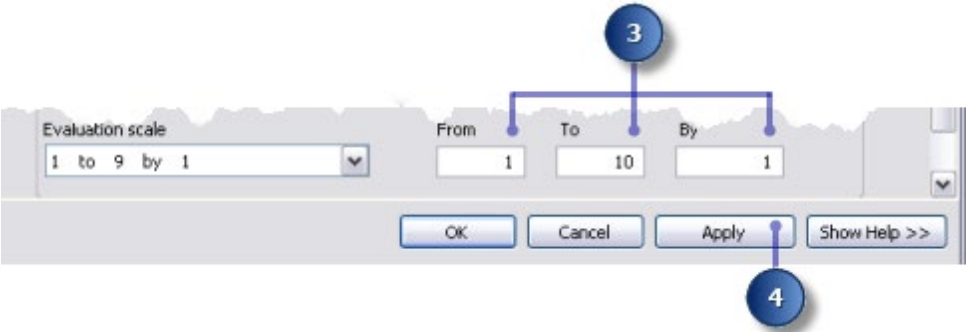 3
Evaluation scale From To By
1 to 9 by 1 1 10 1
OK Cancel Apply Show Help >>
4